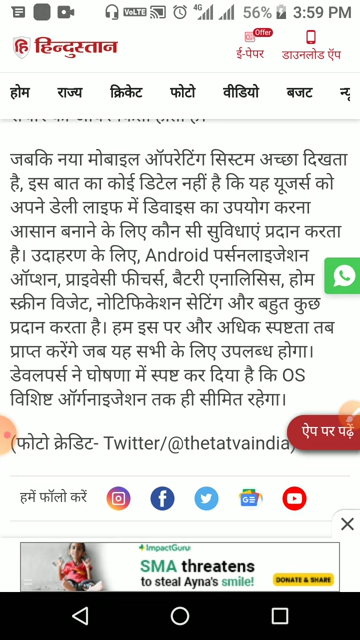 VoLTE 4G 56% 3:59 PM
हि हिन्दुस्तान
Offer
ई-पेपर
डाउनलोड ऍप
होम राज्य क्रिकेट फोटो वीडियो बजट
जबकि नया मोबाइल ऑपरेटिंग सिस्टम अच्छा दिखता
है, इस बात का कोई डिटेल नहीं है कि यह यूजर्स को
अपने डेली लाइफ में डिवाइस का उपयोग करना
आसान बनाने के लिए कौन सी सुविधाएं प्रदान करता
है। उदाहरण के लिए, Android पर्सनलाइजेशन
ऑप्शन, प्राइवेसी फीचर्स, बैटरी एनालिसिस, होम
स्क्रीन विजेट, नोटिफिकेशन सेटिंग और बहुत कुछ
प्रदान करता है। हम इस पर और अधिक स्पष्टता तब
प्राप्त करेंगे जब यह सभी के लिए उपलब्ध होगा।
डेवलपर्स ने घोषणा में स्पष्ट कर दिया है कि OS
विशिष्ट ऑर्गनाइजेशन तक ही सीमित रहेगा।
ऐप पर पढ़ें
(फोटो क्रेडिट- Twitter/@thetatvaindia)
हमें फॉलो करें
ImpactGuru
SMA threatens
to steal Ayna's smile!
DONATE & SHARE